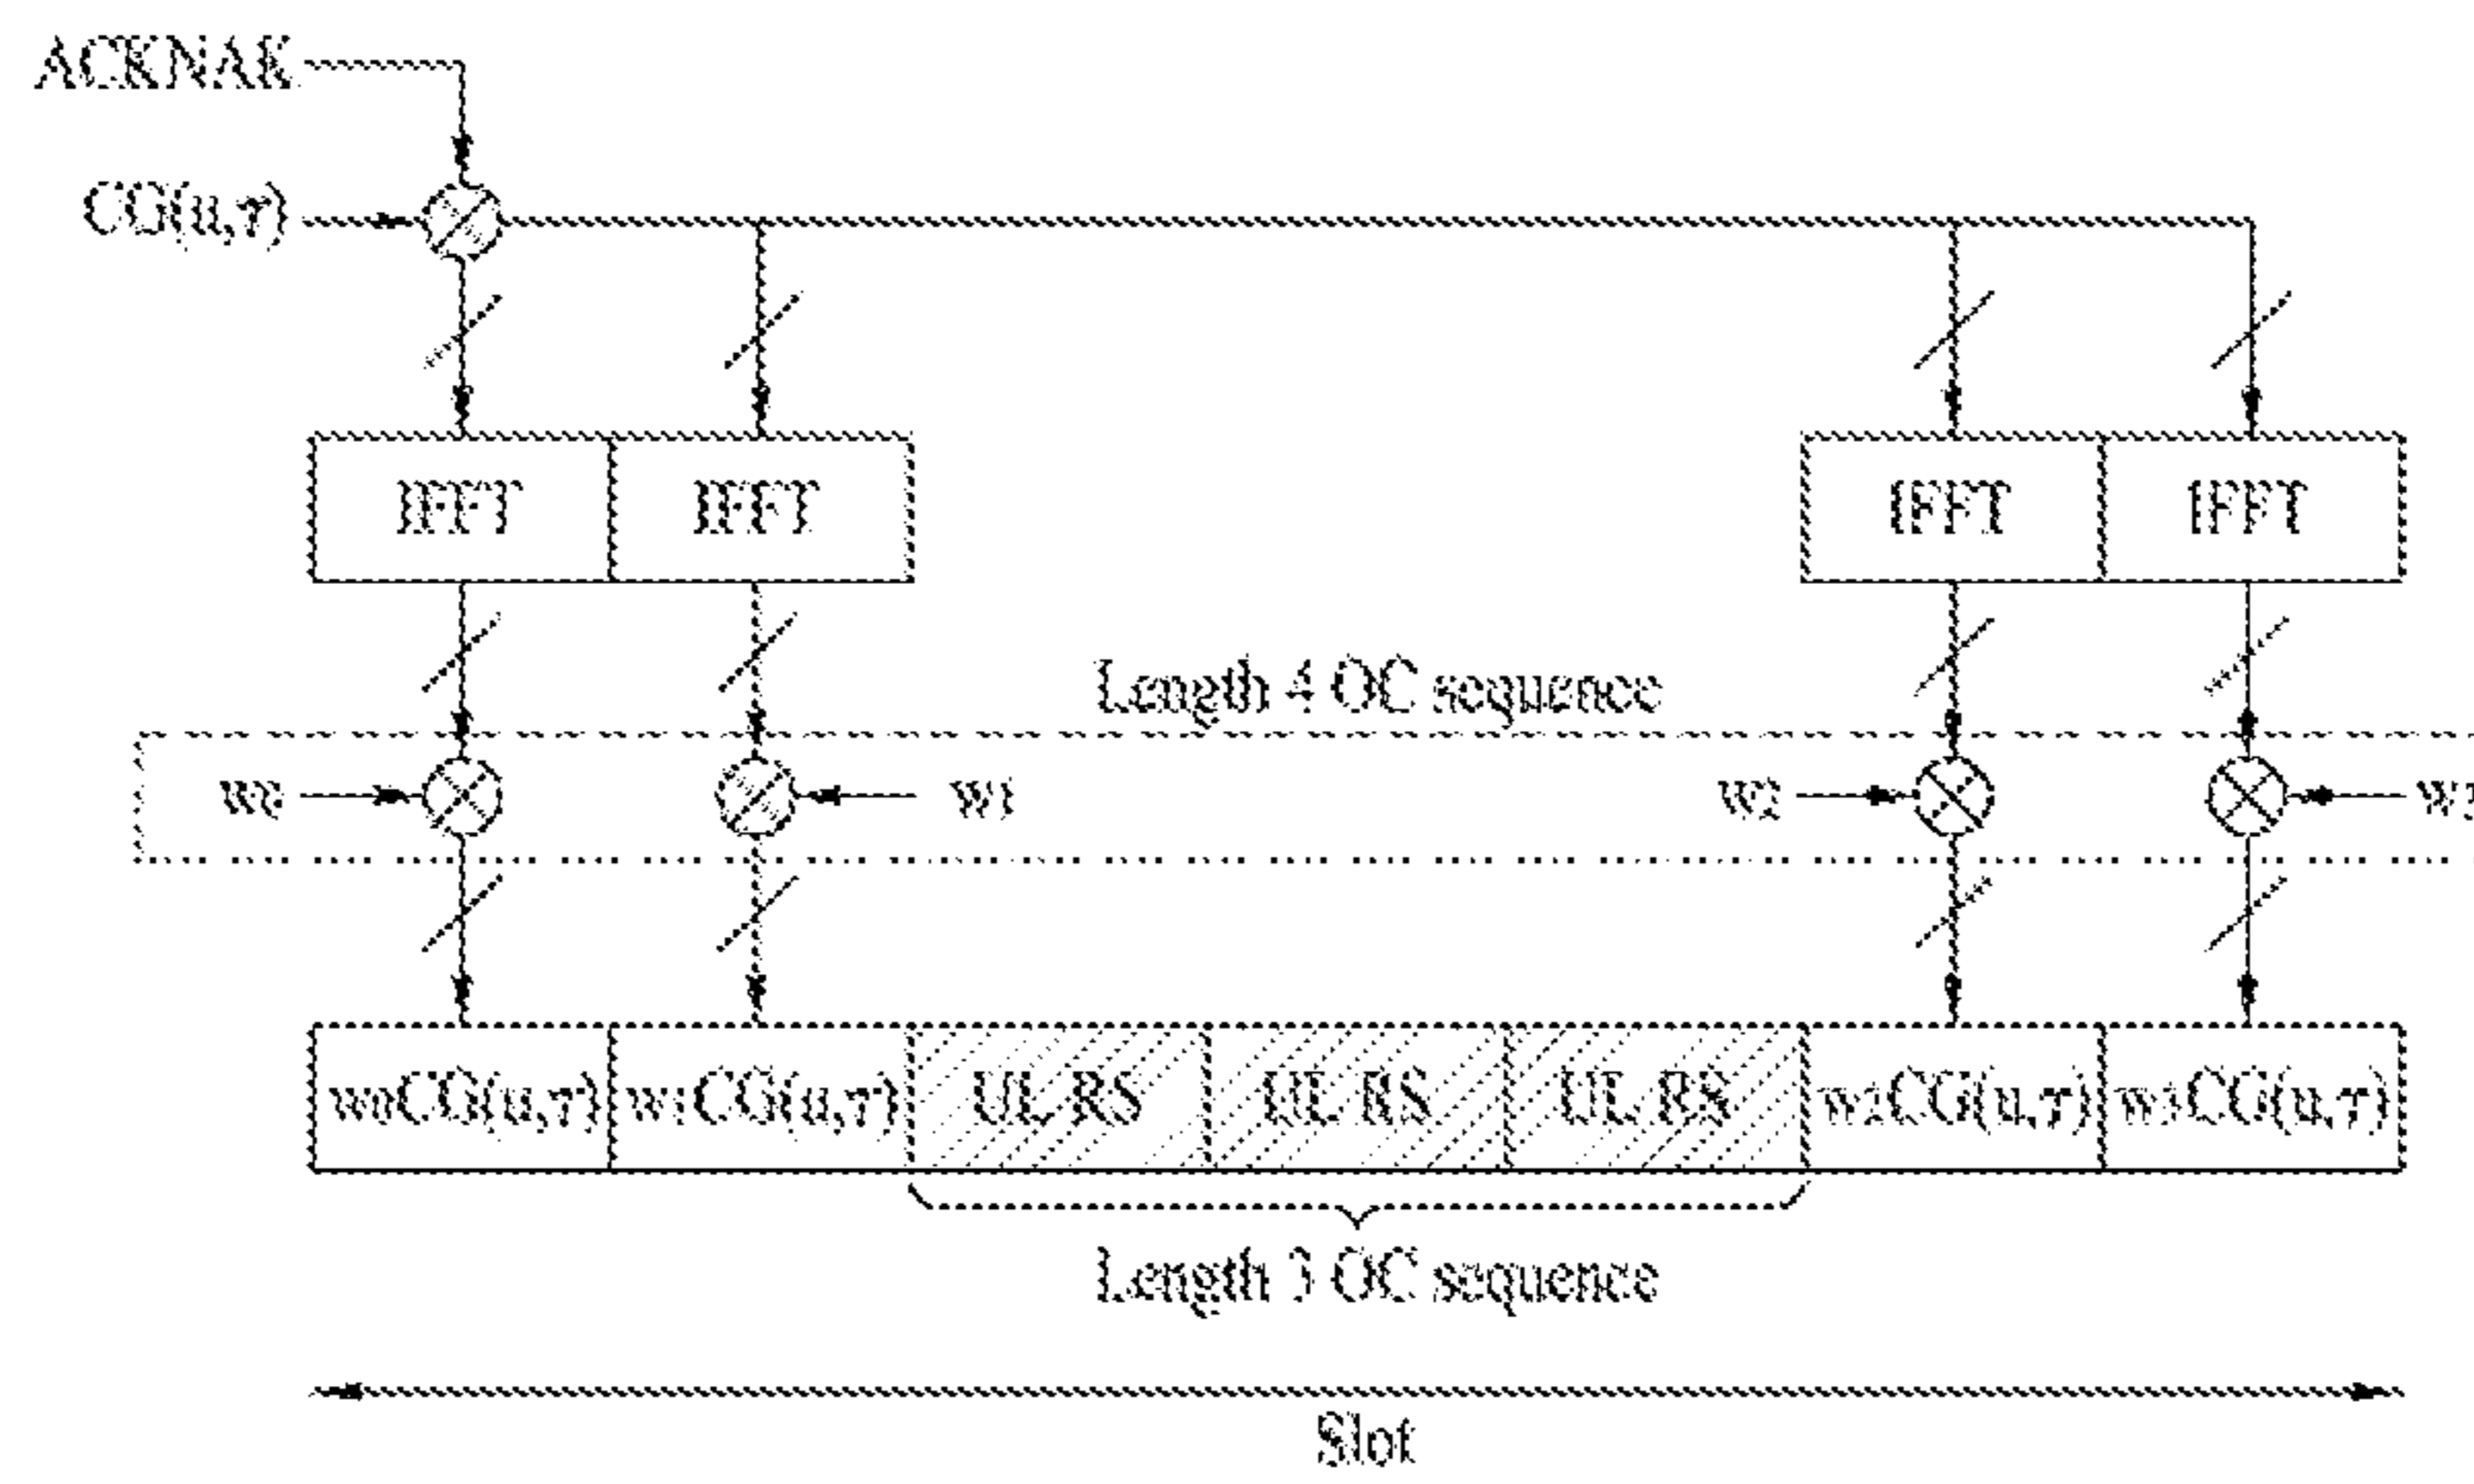 ACKNAK
CG(u,τ)
IFFT IFFT IFFT IFFT
Length 4 OC sequence
w0 w1 w2
w0CG(u,τ) w1CG(u,τ) UL RS UL RS UL RS w2CG(u,τ) w3CG(u,τ)
Length 3 OC sequence
Slot